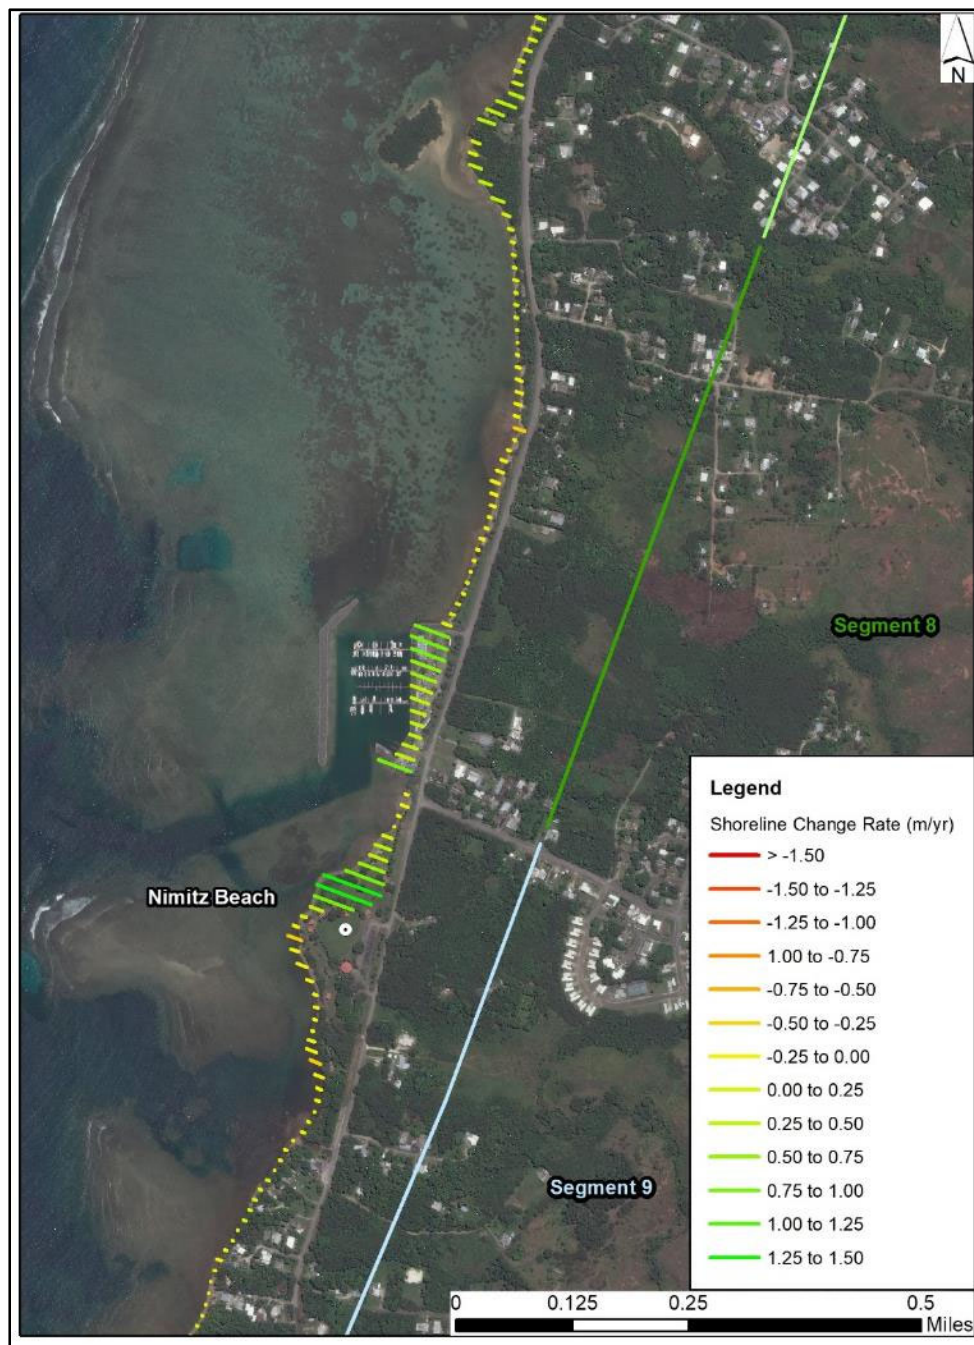 N
Segment 8
Legend
Shoreline Change Rate (m/yr)
> -1.50
-1.50 to -1.25
-1.25 to -1.00
1.00 to -0.75
-0.75 to -0.50
-0.50 to -0.25
-0.25 to 0.00
0.00 to 0.25
0.25 to 0.50
0.50 to 0.75
0.75 to 1.00
1.00 to 1.25
1.25 to 1.50
Nimitz Beach
Segment 9
0 0.125 0.25 0.5
Miles